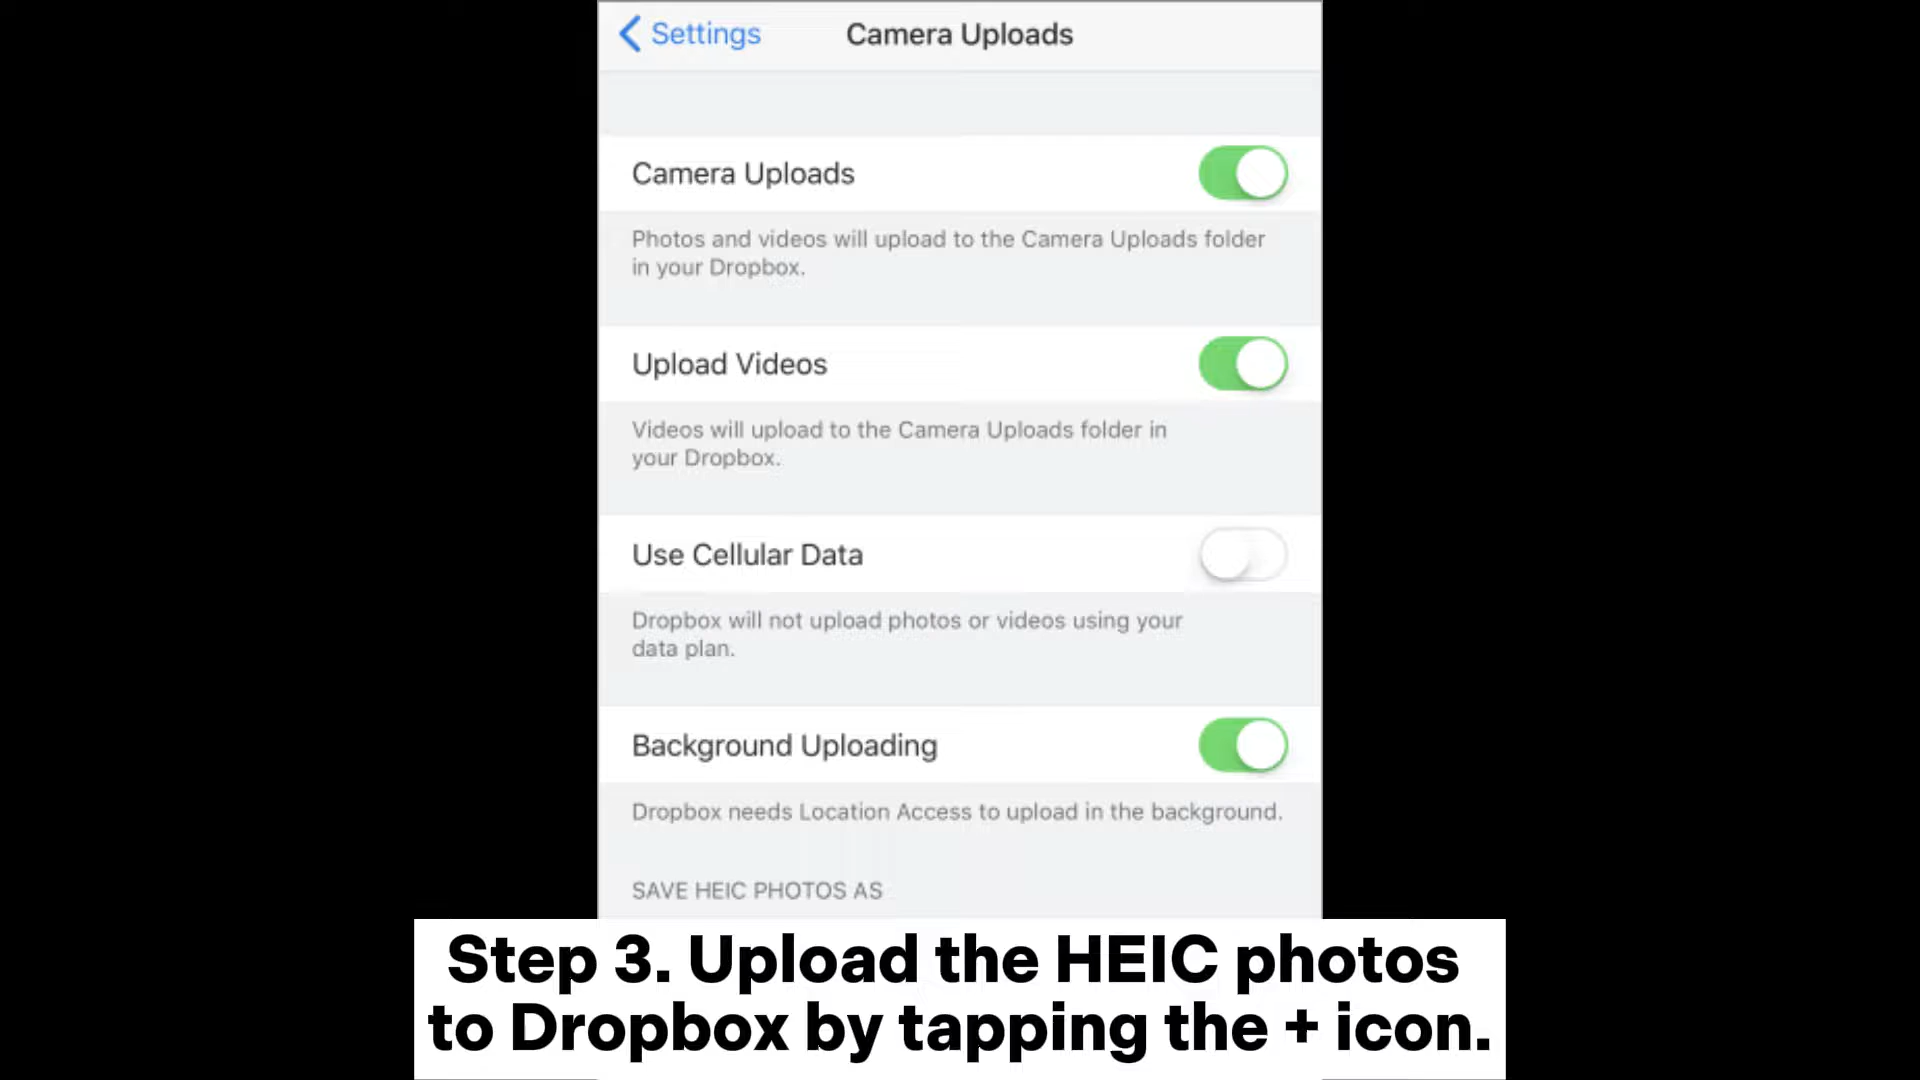 Settings
Camera Uploads
Camera Uploads
Photos and videos will upload to the Camera Uploads folder
in your Dropbox.
Upload Videos
Videos will upload to the Camera Uploads folder in
your Dropbox.
Use Cellular Data
Dropbox will not upload photos or videos using your
data plan.
Background Uploading
Dropbox needs Location Access to upload in the background.
SAVE HEIC PHOTOS AS
Step 3. Upload the HEIC photos
to Dropbox by tapping the + icon.